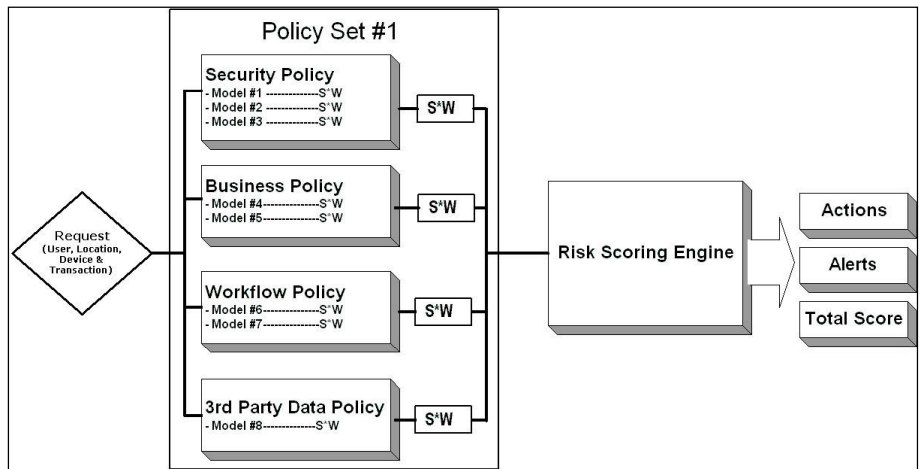 Policy Set #1
Security Policy
- Model #1 --------------S*W
- Model #2 --------------S*W
- Model #3 --------------S*W
S*W
Business Policy
- Model #4--------------S*W
- Model #5--------------S*W
S*W
Request
(User, Location,
Device &
Transaction)
Workflow Policy
- Model #6--------------S*W
- Model #7--------------S*W
S*W
3rd Party Data Policy
- Model #8-------------S*W
S*W
Risk Scoring Engine
Actions
Alerts
Total Score